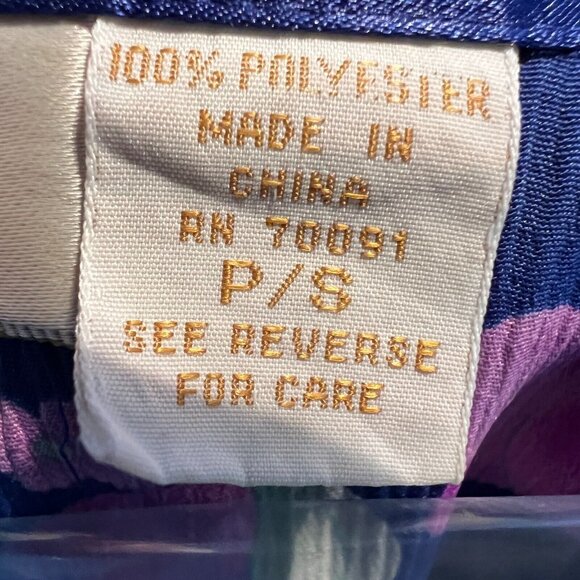 100% POLYESTER
MADE IN
CHINA
RN 70091
P/S
SEE REVERSE
FOR CARE